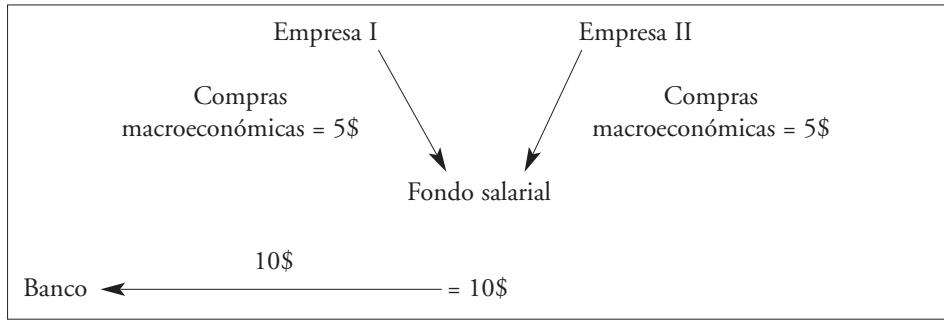 Empresa I
Empresa II
Compras
macroeconómicas = 5$
Compras
macroeconómicas = 5$
Fondo salarial
10$
Banco
= 10$